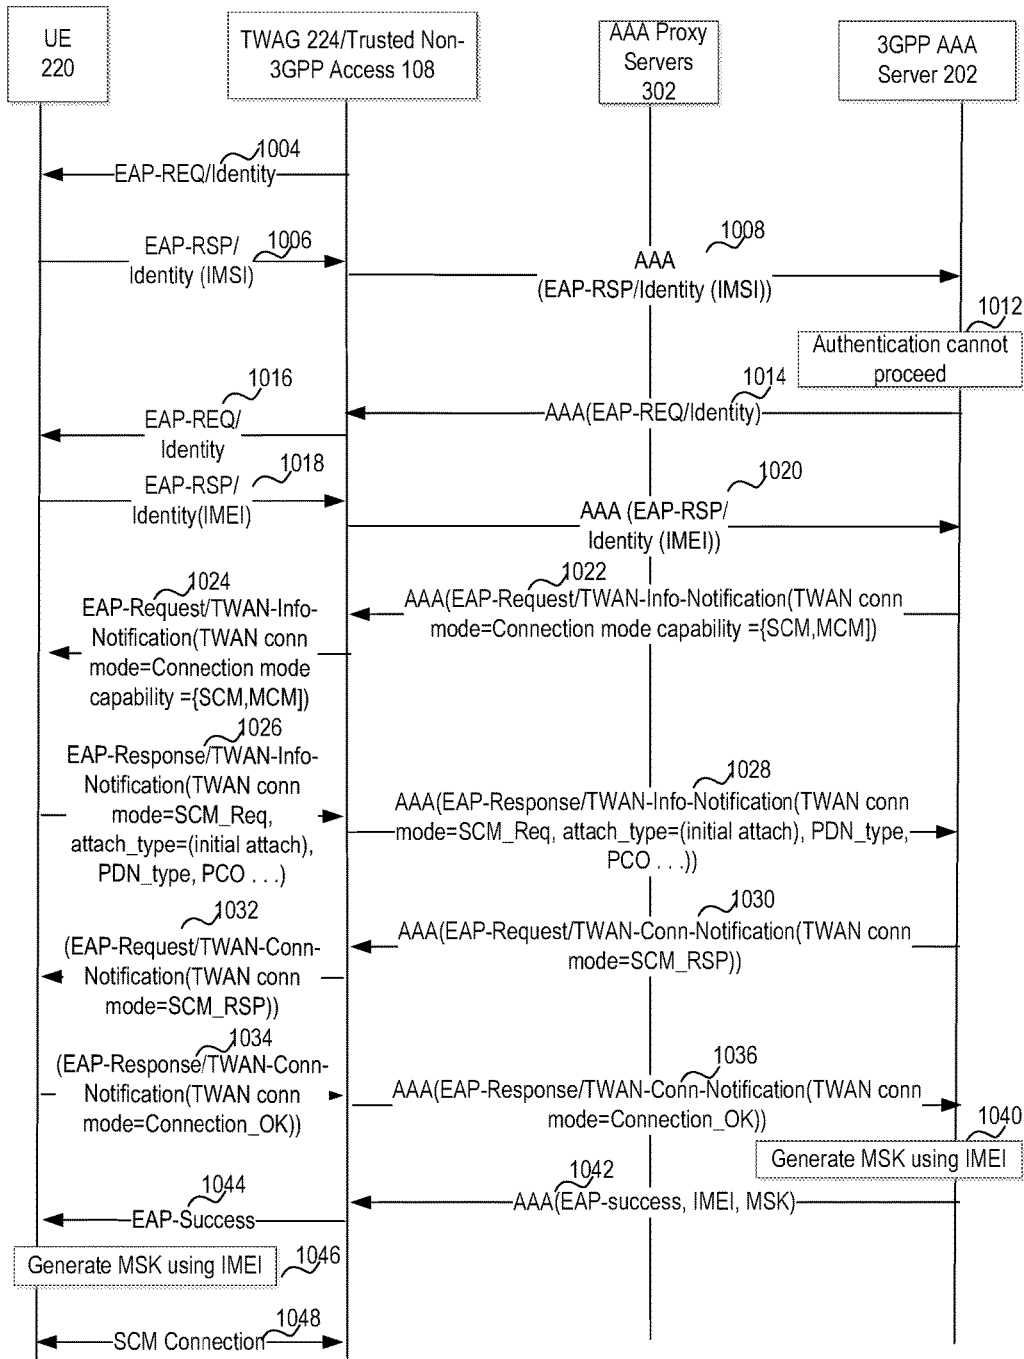 UE
220
TWAG 224/Trusted Non-
3GPP Access 108
AAA Proxy
Servers
302
3GPP AAA
Server 202
1004
EAP-REQ/Identity
EAP-RSP/
Identity (IMSI)
1006
1008
AAA
(EAP-RSP/Identity (IMSI))
1012
Authentication cannot
proceed
1014
AAA(EAP-REQ/Identity)
1016
EAP-REQ/
Identity
1018
EAP-RSP/
Identity(IMEI)
1020
AAA (EAP-RSP/
Identity (IMEI))
1022
AAA(EAP-Request/TWAN-Info-Notification(TWAN conn
mode=Connection mode capability ={SCM,MCM])
1024
EAP-Request/TWAN-Info-
Notification(TWAN conn
mode=Connection mode
capability ={SCM,MCM])
1026
EAP-Response/TWAN-Info-
Notification(TWAN conn
mode=SCM_Req,
attach_type=(initial attach),
PDN_type, PCO . . .)
1028
AAA(EAP-Response/TWAN-Info-Notification(TWAN conn
mode=SCM_Req, attach_type=(initial attach), PDN_type,
PCO . . .))
1030
AAA(EAP-Request/TWAN-Conn-Notification(TWAN conn
mode=SCM_RSP))
1032
(EAP-Request/TWAN-Conn-
Notification(TWAN conn
mode=SCM_RSP))
1034
(EAP-Response/TWAN-Conn-
Notification(TWAN conn
mode=Connection_OK))
1036
AAA(EAP-Response/TWAN-Conn-Notification(TWAN conn
mode=Connection_OK))
1040
Generate MSK using IMEI
1042
AAA(EAP-success, IMEI, MSK)
1044
EAP-Success
Generate MSK using IMEI
1046
SCM Connection
1048